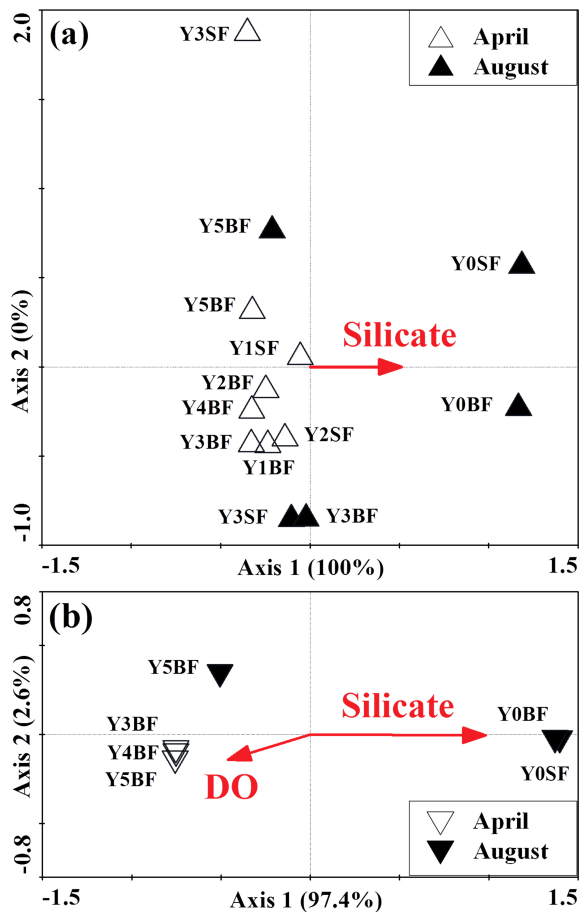 2.0
(a)
Y3SF
April
August
Y5BF
Y0SF
Y5BF
Y1SF
Silicate
Y2BF
Y4BF
Y0BF
Y3BF
Y2SF
Y1BF
Y3SF
Y3BF
Axis 2 (0%)
-1.0
-1.5
Axis 1 (100%)
1.5
0.8
(b)
Y5BF
Silicate
Y0BF
Y3BF
Y4BF
Y5BF
DO
Y0SF
April
August
Axis 2 (2.6%)
-0.8
-1.5
Axis 1 (97.4%)
1.5